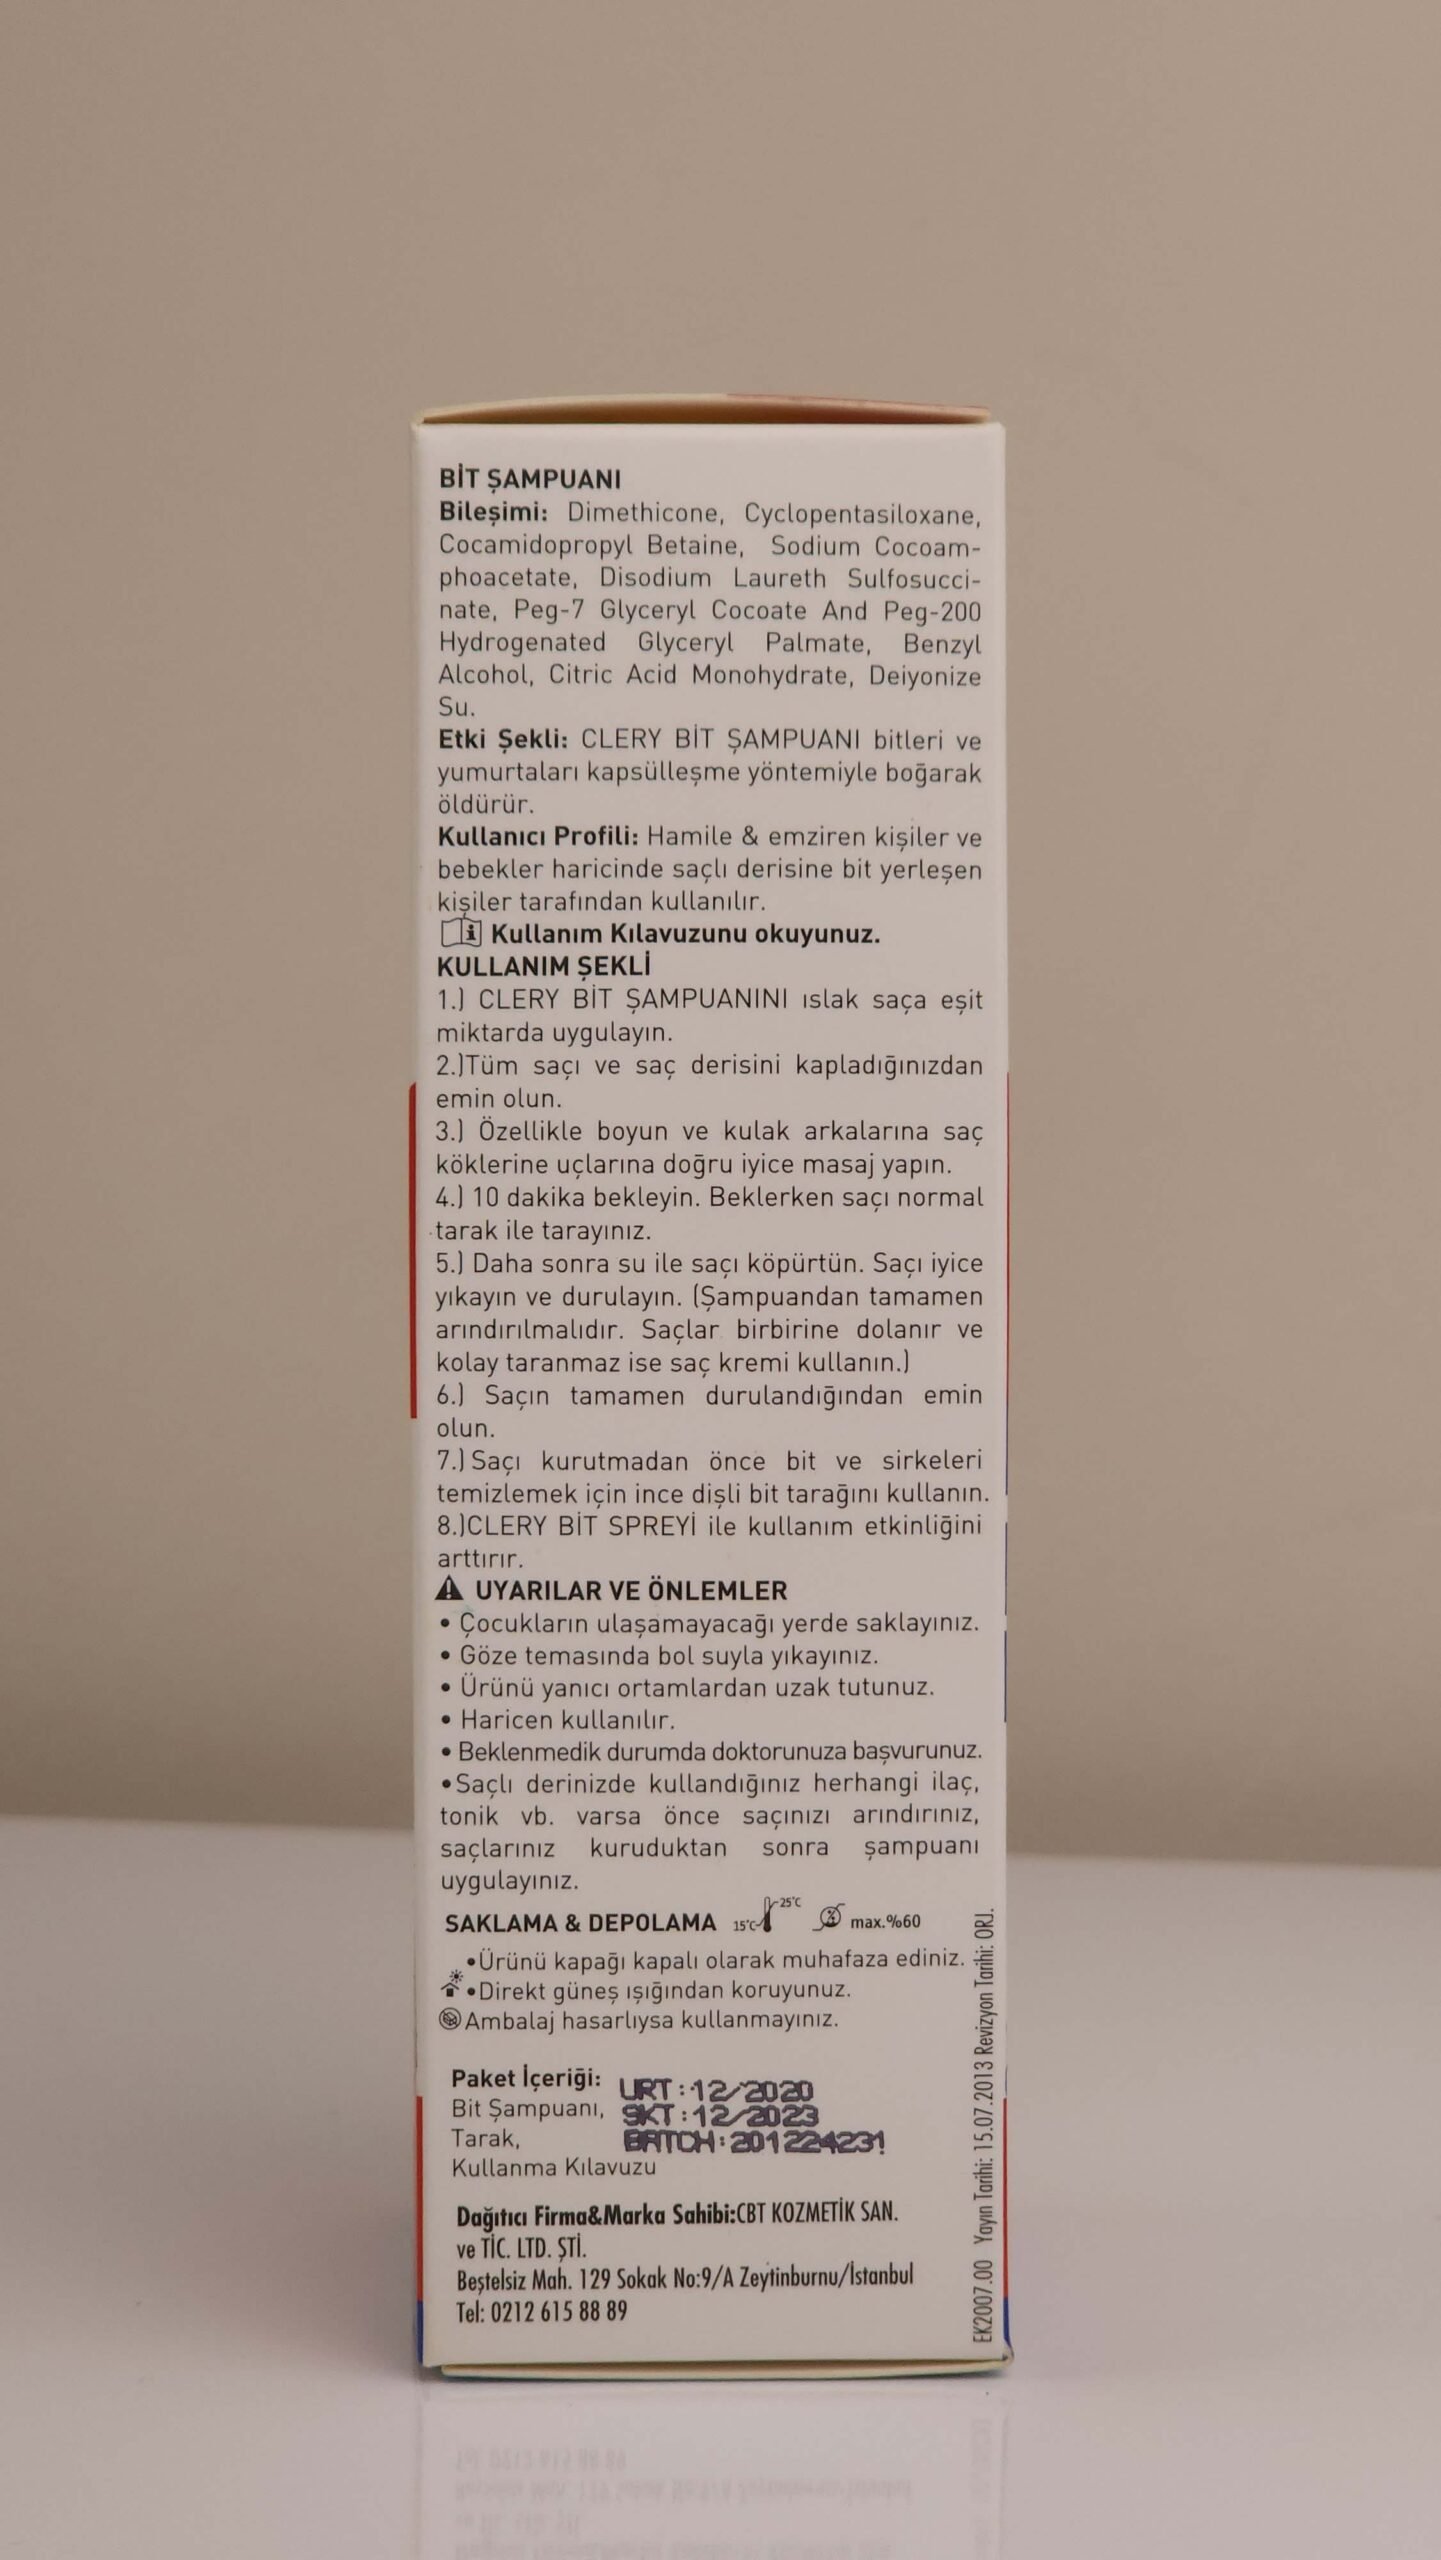 BİT ŞAMPUANI
Bileşimi: Dimethicone, Cyclopentasiloxane,
Cocamidopropyl Betaine, Sodium Cocoam-
phoacetate, Disodium Laureth Sulfosucci-
nate, Peg-7 Glyceryl Cocoate And Peg-200
Hydrogenated Glyceryl Palmate, Benzyl
Alcohol, Citric Acid Monohydrate, Deiyonize
Su.
Etki Şekli: CLERY BİT ŞAMPUANI bitleri ve
yumurtaları kapsülleşme yöntemiyle boğarak
öldürür.
Kullanıcı Profili: Hamile & emziren kişiler ve
bebekler haricinde saçlı derisine bit yerleşen
kişiler tarafından kullanılır.
Kullanım Kılavuzunu okuyunuz.
KULLANIM ŞEKLİ
1.) CLERY BİT ŞAMPUANINI ıslak saça eşit
miktarda uygulayın.
2.)Tüm saçı ve saç derisini kapladığınızdan
emin olun.
3.) Özellikle boyun ve kulak arkalarına saç
köklerine uçlarına doğru iyice masaj yapın.
4.) 10 dakika bekleyin. Beklerken saçı normal
tarak ile tarayınız.
5.) Daha sonra su ile saçı köpürtün. Saçı iyice
yıkayın ve durulayın. (Şampuandan tamamen
arındırılmalıdır. Saçlar birbirine dolanır ve
kolay taranmaz ise saç kremi kullanın.)
6.) Saçın tamamen durulandığından emin
olun.
7.) Saçı kurutmadan önce bit ve sirkeleri
temizlemek için ince dişli bit tarağını kullanın.
8.)CLERY BİT SPREYİ ile kullanım etkinliğini
arttırır.
UYARILAR VE ÖNLEMLER
• Çocukların ulaşamayacağı yerde saklayınız.
• Göze temasında bol suyla yıkayınız.
• Ürünü yanıcı ortamlardan uzak tutunuz.
• Haricen kullanılır.
• Beklenmedik durumda doktorunuza başvurunuz.
•Saçlı derinizde kullandığınız herhangi ilaç,
tonik vb. varsa önce saçınızı arındırınız,
saçlarınız kuruduktan sonra şampuanı
uygulayınız.
SAKLAMA & DEPOLAMA 15°C 25°C max.%60
•Ürünü kapağı kapalı olarak muhafaza ediniz.
•Direkt güneş ışığından koruyunuz.
Ambalaj hasarlıysa kullanmayınız.
Paket İçeriği:
Bit Şampuanı,
Tarak,
Kullanma Kılavuzu
URT:12/2020
SKT:12/2023
BATCH:201224231
Dağıtıcı Firma&Marka Sahibi:CBT KOZMETİK SAN.
ve TİC. LTD. ŞTİ.
Beştelsiz Mah. 129 Sokak No:9/A Zeytinburnu/İstanbul
Tel: 0212 615 88 89
EK2007.00 Yayın Tarihi: 15.07.2013 Revizyon Tarihi: ORJ.